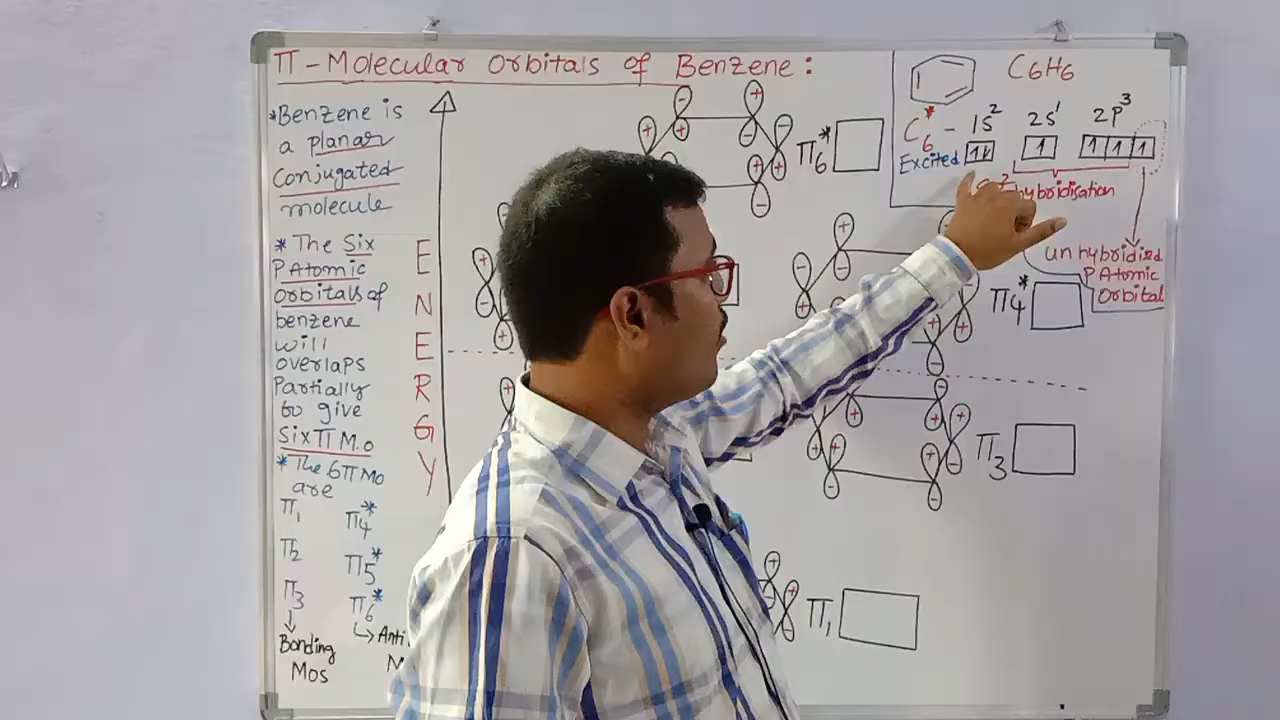 Π-Molecular Orbitals of Benzene:
*Benzene is
a planar
conjugated
molecule
* The Six
P Atomic
Orbitals of
benzene
will
overlaps
Partially
to give
Six Π M.o
* The 6Π Mo
are
Π1 Π4*
Π2 Π5*
Π3 Π6*
Bonding
Mos
Anti
ENERGY
Π6*
Π4*
Π3
Π1
C6H6
C6* - 1S² 2S¹ 2P³
Excited
hybridisation
unhybridized
P Atomic
Orbital